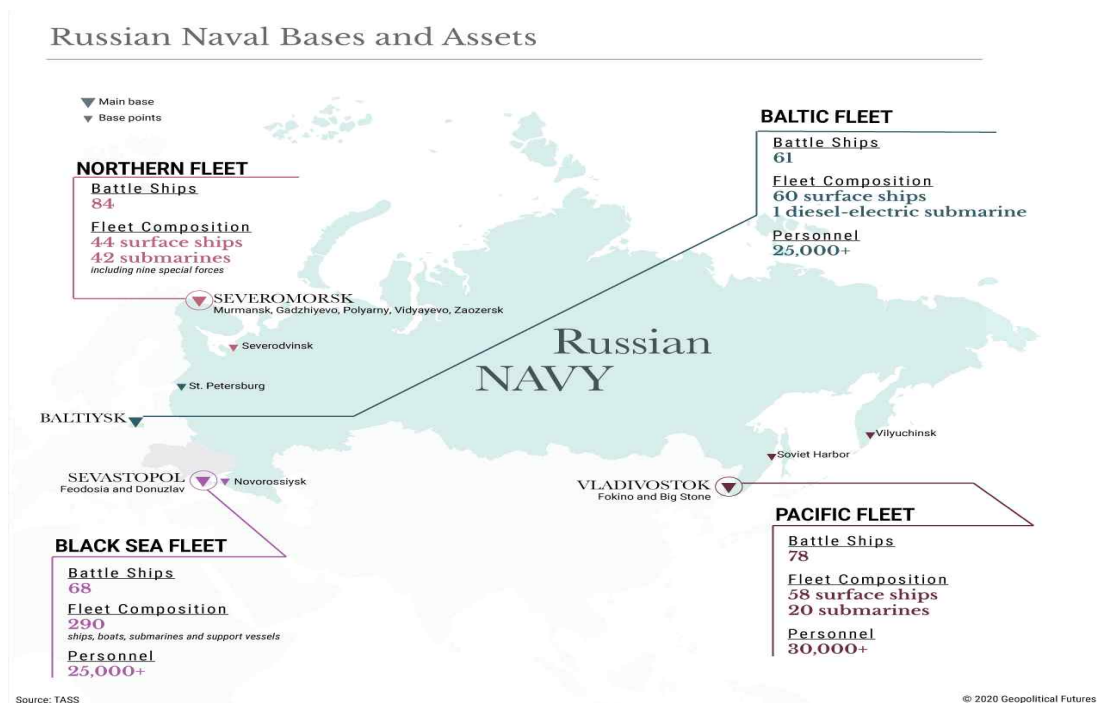 Russian Naval Bases and Assets
Main base
Base points
NORTHERN FLEET
Battle Ships
84
Fleet Composition
44 surface ships
42 submarines
including nine special forces
BALTIC FLEET
Battle Ships
61
Fleet Composition
60 surface ships
1 diesel-electric submarine
Personnel
25,000+
SEVEROMORSK
Murmansk, Gadzhiyevo, Polyarny, Vidyayevo, Zaozersk
Severodvinsk
St. Petersburg
BALTIYSK
Russian
NAVY
SEVASTOPOL
Feodosia and Donuzlav
Novorossiysk
Vilyuchinsk
Soviet Harbor
VLADIVOSTOK
Fokino and Big Stone
BLACK SEA FLEET
Battle Ships
68
Fleet Composition
290
ships, boats, submarines and support vessels
Personnel
25,000+
PACIFIC FLEET
Battle Ships
78
Fleet Composition
58 surface ships
20 submarines
Personnel
30,000+
Source: TASS
© 2020 Geopolitical Futures